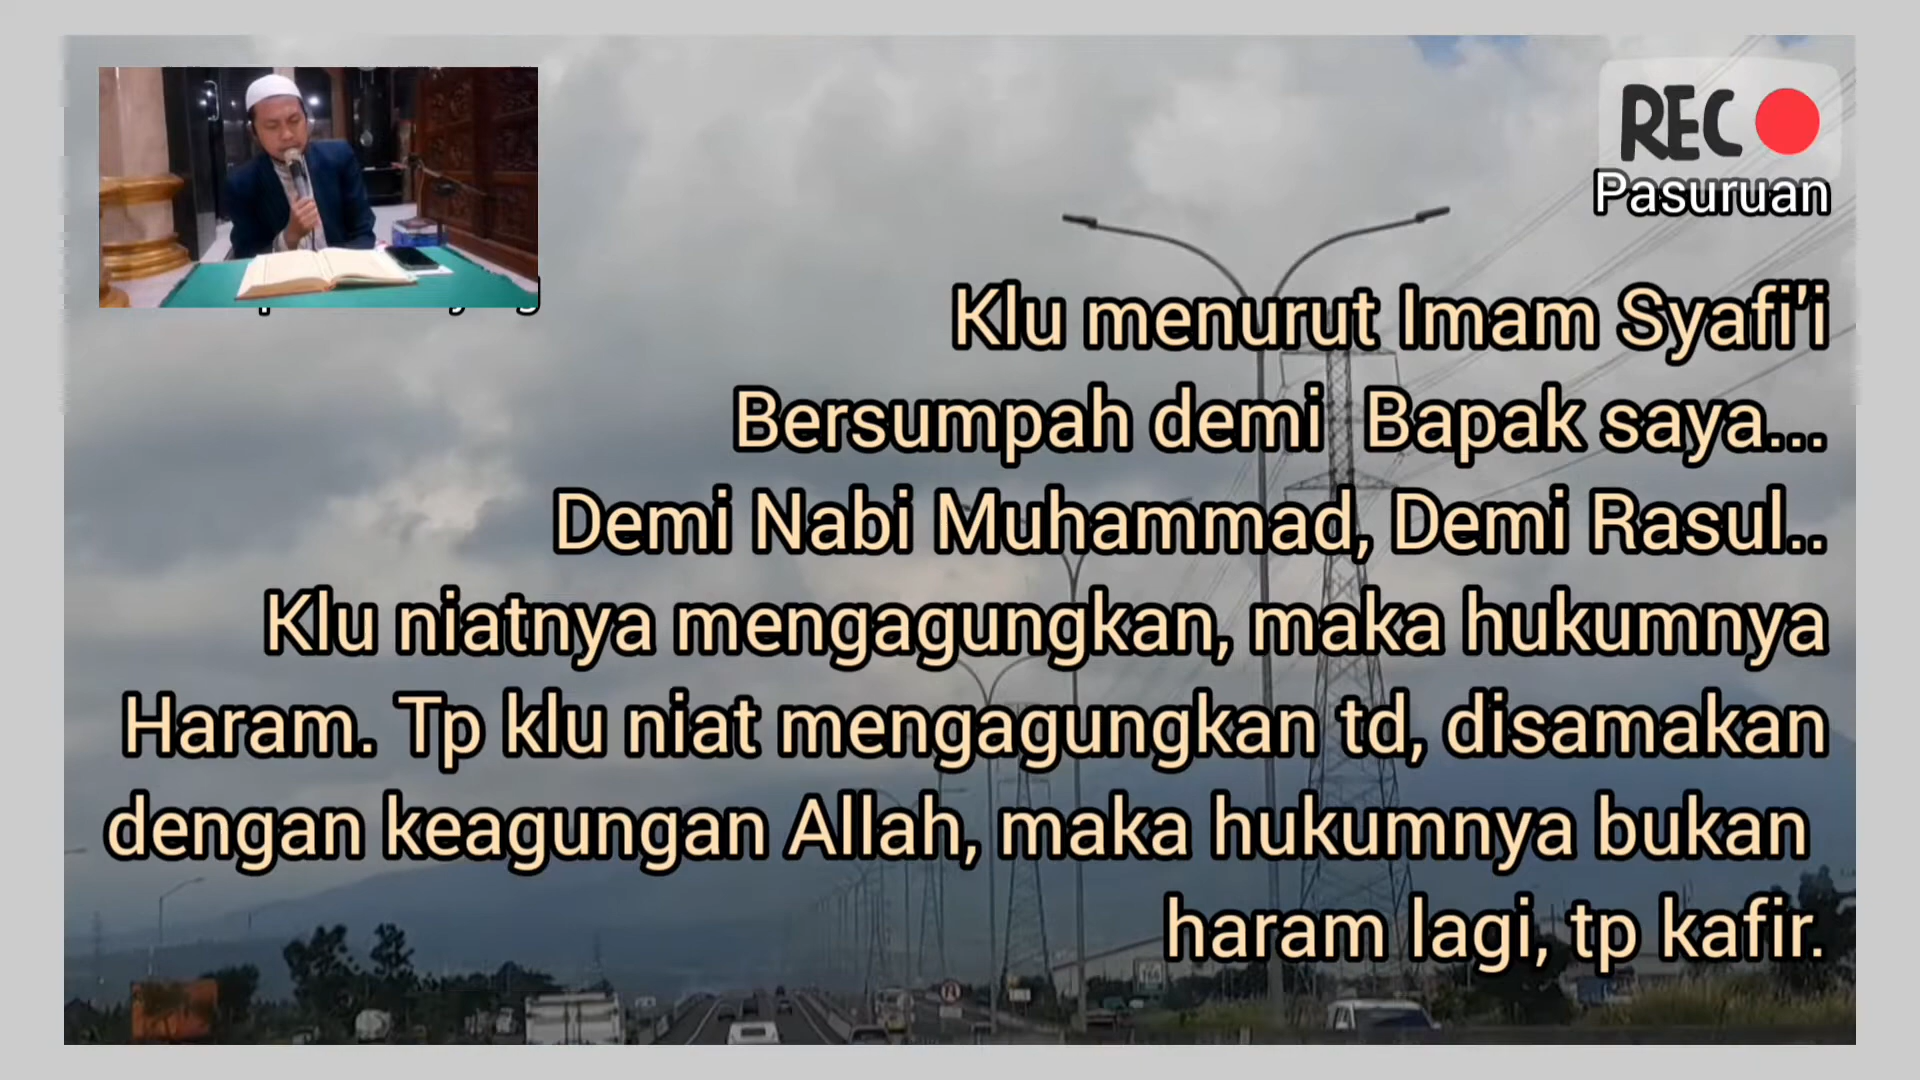 REC
Pasuruan
Klu menurut Imam Syafi'i
Bersumpah demi Bapak saya...
Demi Nabi Muhammad, Demi Rasul..
Klu niatnya mengagungkan, maka hukumnya
Haram. Tp klu niat mengagungkan td, disamakan
dengan keagungan Allah, maka hukumnya bukan
haram lagi, tp kafir.